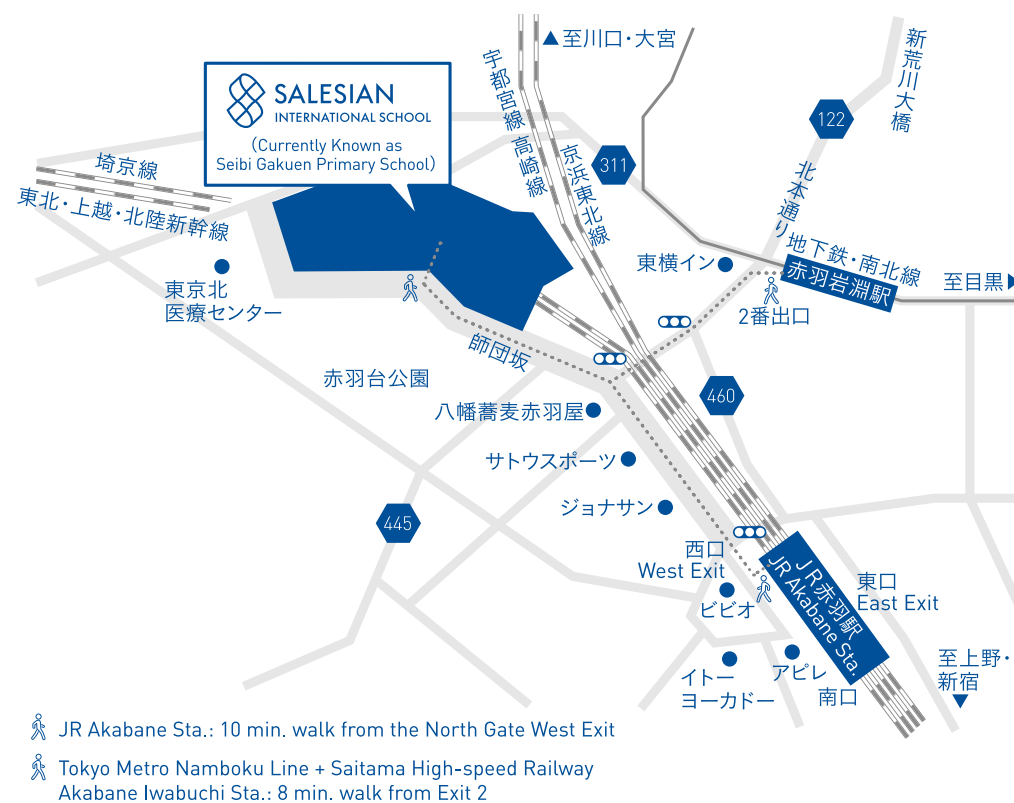 至川口・大宮
新荒川大橋
宇都宮線
高崎線
SALESIAN
INTERNATIONAL SCHOOL
(Currently Known as
Seibi Gakuen Primary School)
122
311
京浜東北線
北本通り
埼京線
東北・上越・北陸新幹線
地下鉄・南北線
東横イン
赤羽岩淵駅
至目黒
東京北
医療センター
2番出口
師団坂
赤羽台公園
460
八幡蕎麦赤羽屋
サトウスポーツ
ジョナサン
445
西口
West Exit
JR赤羽駅
JR Akabane Sta.
東口
East Exit
ビビオ
イトー
ヨーカドー
アピレ
南口
至上野・
新宿
JR Akabane Sta.: 10 min. walk from the North Gate West Exit
Tokyo Metro Namboku Line + Saitama High-speed Railway
Akabane Iwabuchi Sta.: 8 min. walk from Exit 2